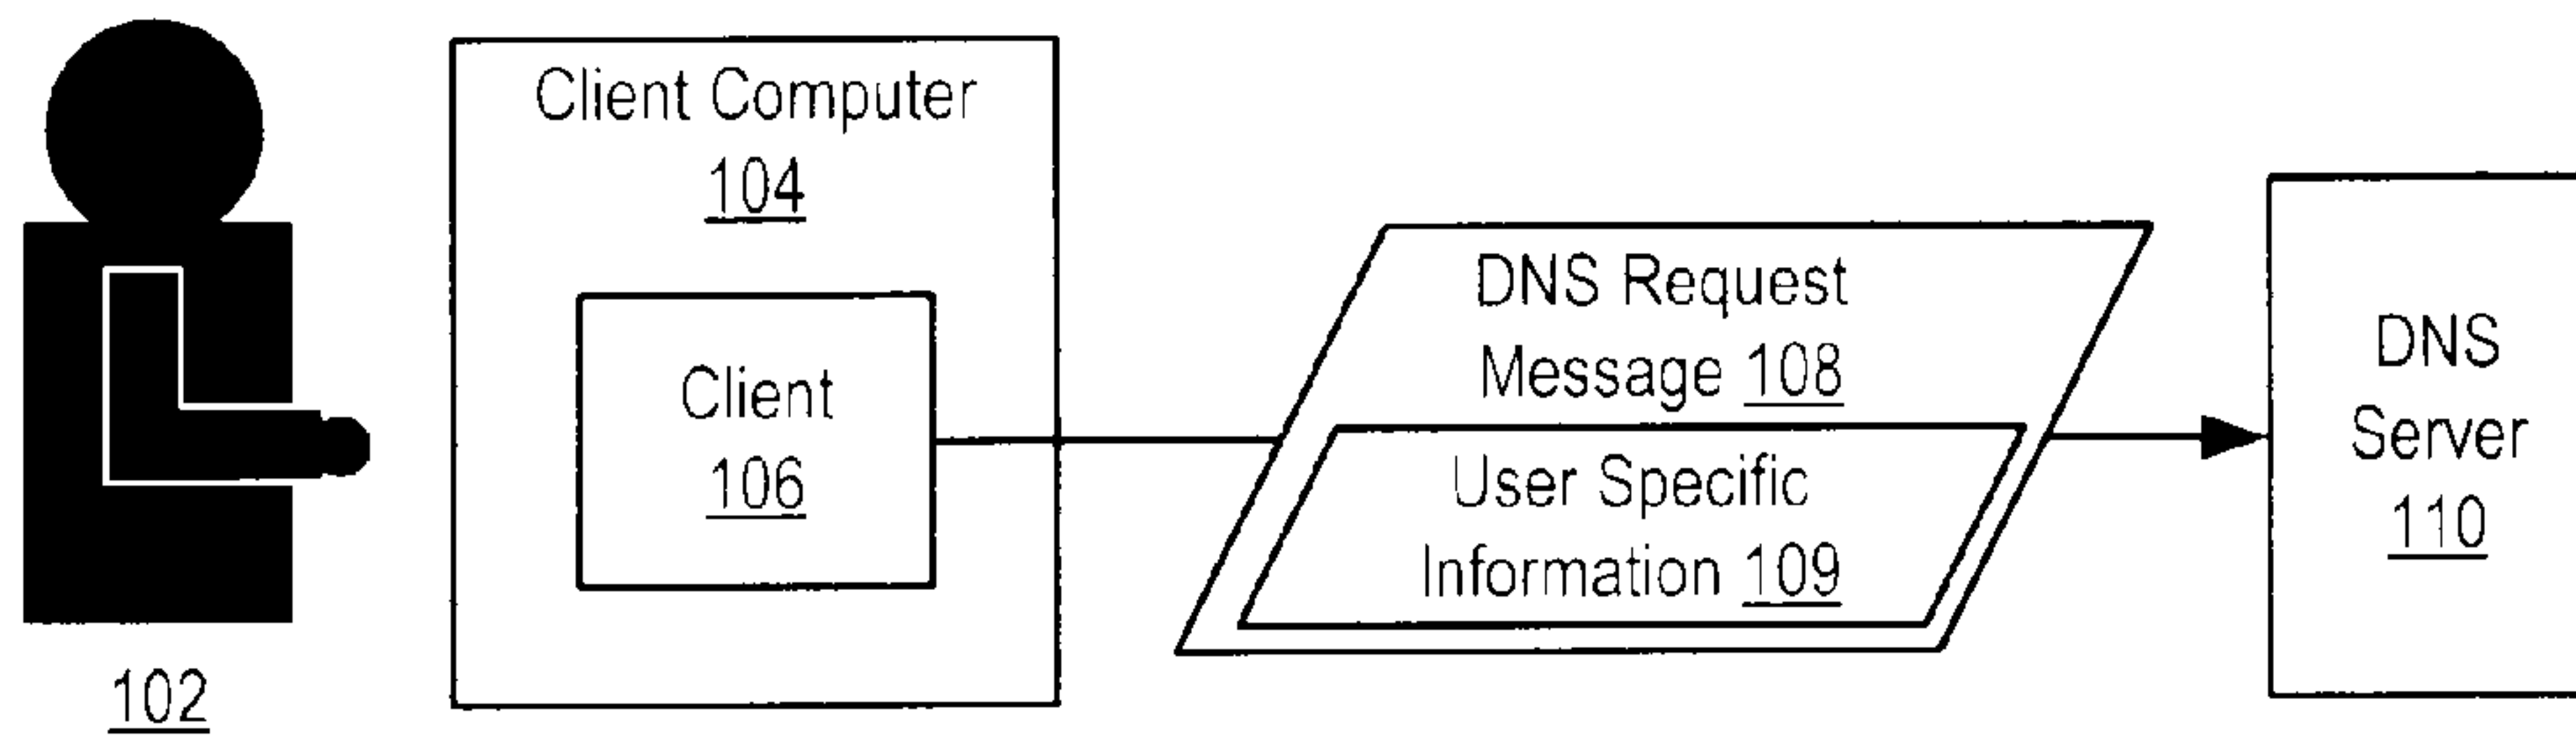 Client Computer
104
Client
106
DNS Request
Message 108
User Specific
Information 109
DNS
Server
110
102